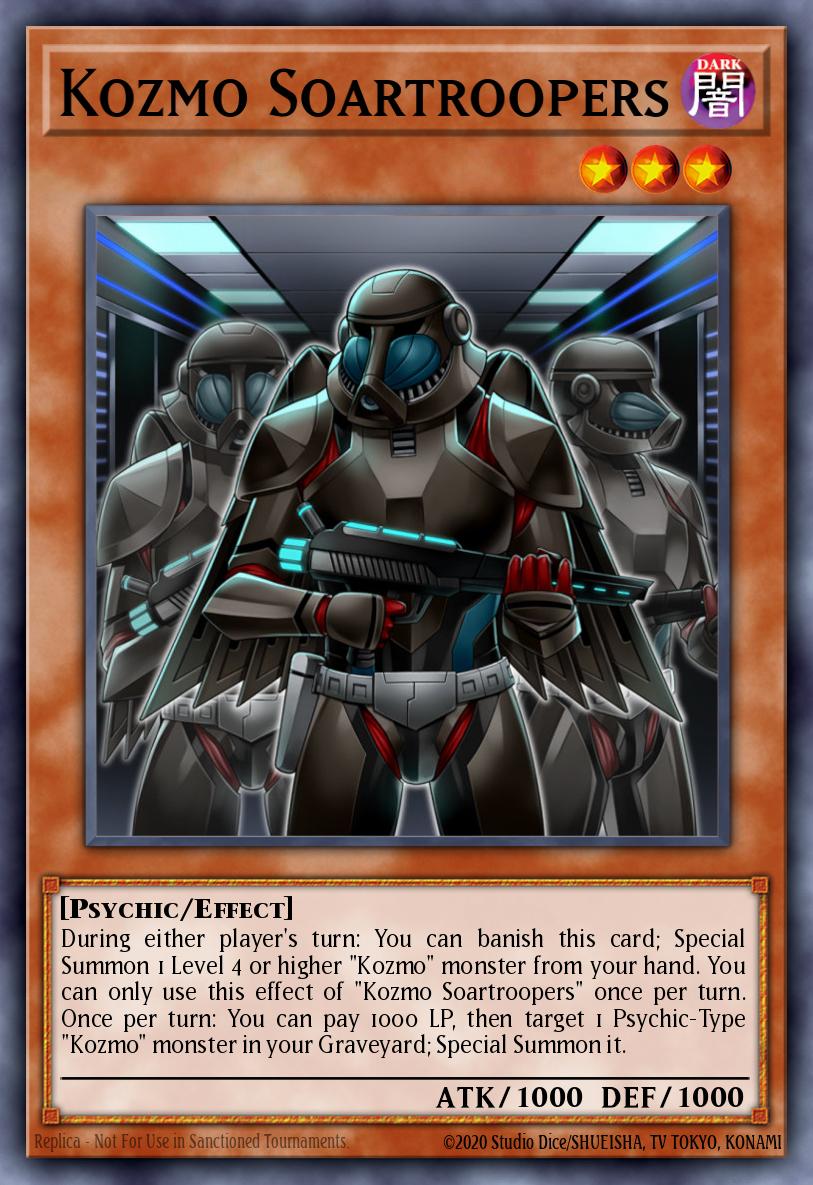 Kozmo Soartroopers
DARK
闇
[Psychic/Effect]
During either player's turn: You can banish this card; Special
Summon 1 Level 4 or higher "Kozmo" monster from your hand. You
can only use this effect of "Kozmo Soartroopers" once per turn.
Once per turn: You can pay 1000 LP, then target 1 Psychic-Type
"Kozmo" monster in your Graveyard; Special Summon it.
ATK/1000 DEF/1000
Replica - Not For Use in Sanctioned Tournaments.
©2020 Studio Dice/SHUEISHA, TV TOKYO, KONAMI